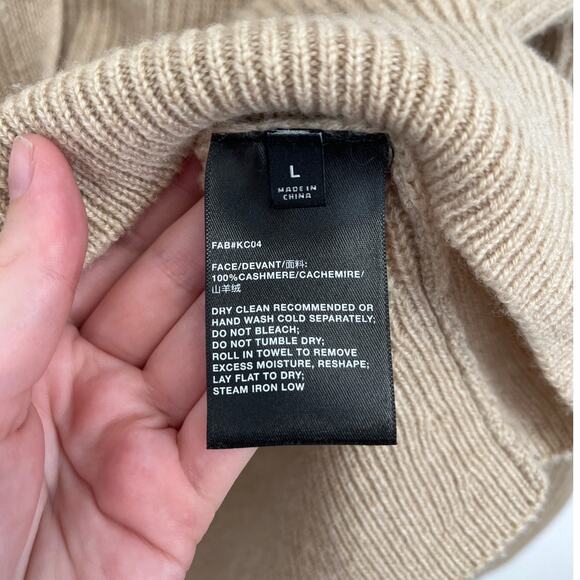 L
MADE IN
CHINA
FAB#KC04
FACE/DEVANT/面料:
100%CASHMERE/CACHEMIRE/
山羊绒
DRY CLEAN RECOMMENDED OR
HAND WASH COLD SEPARATELY;
DO NOT BLEACH;
DO NOT TUMBLE DRY;
ROLL IN TOWEL TO REMOVE
EXCESS MOISTURE, RESHAPE;
LAY FLAT TO DRY;
STEAM IRON LOW